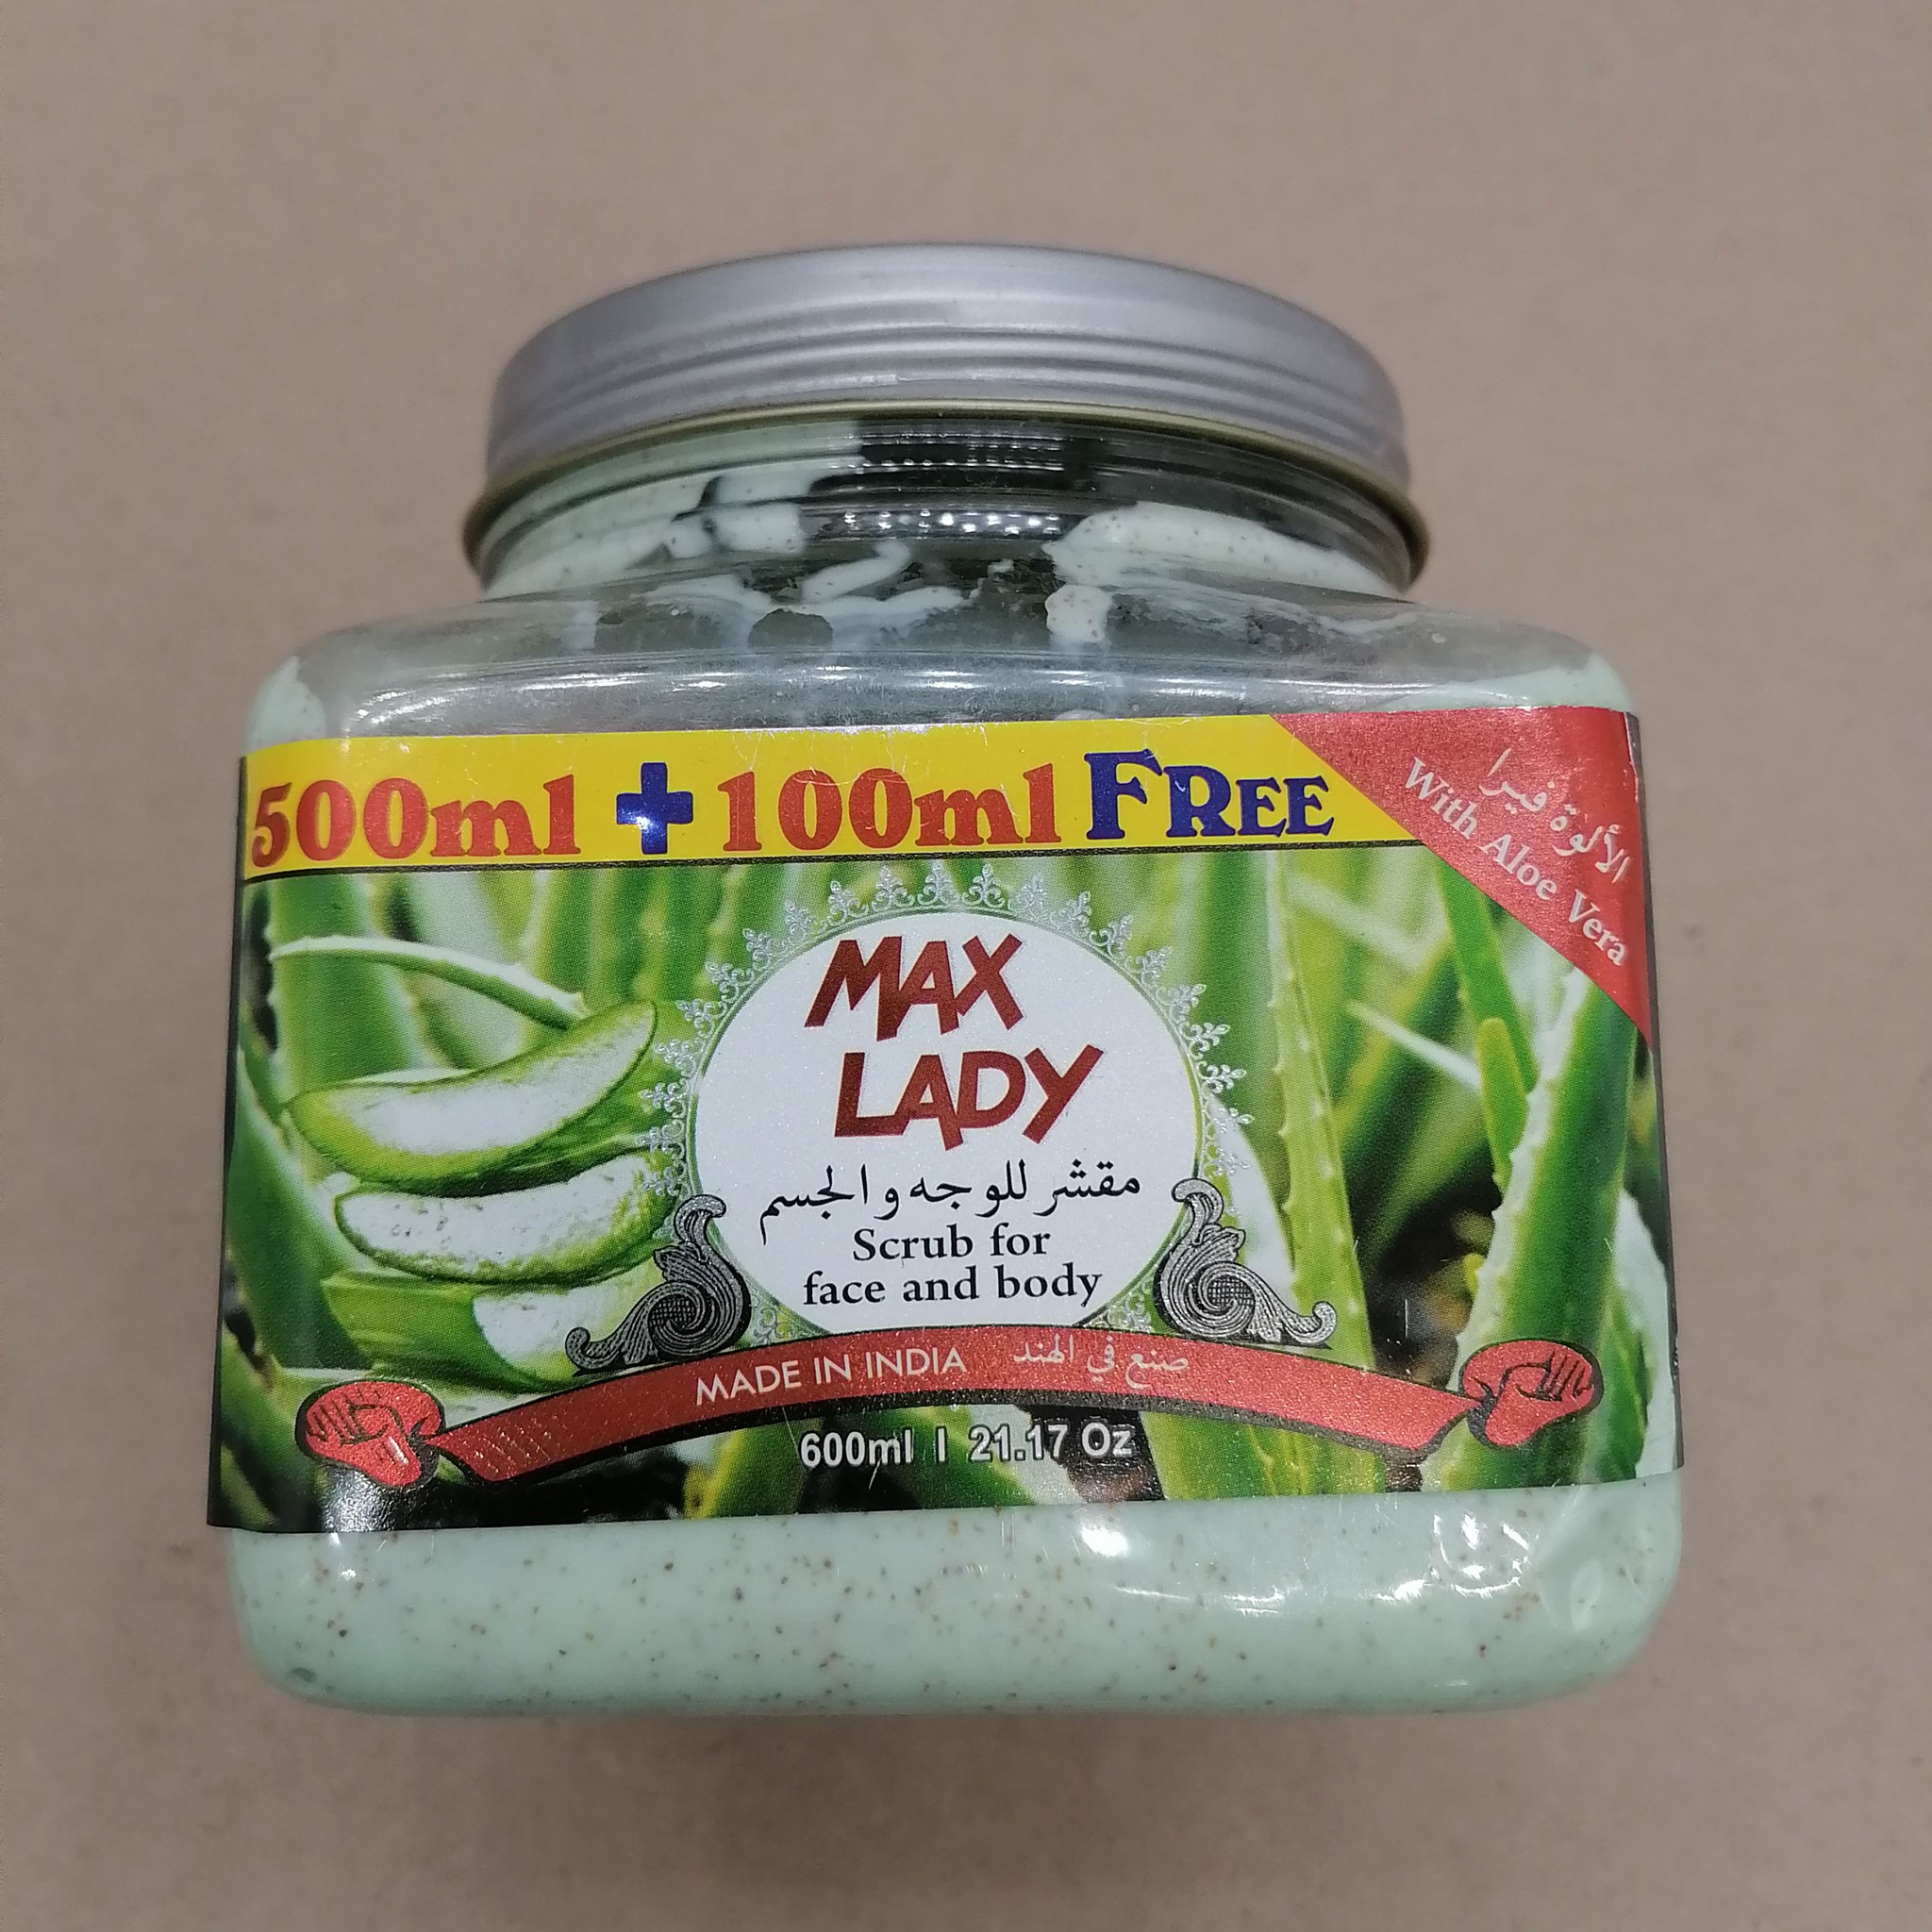 500ml + 100ml FREE
الألوة فيرا
With Aloe Vera
MAX
LADY
مقشر للوجه والجسم
Scrub for
face and body
MADE IN INDIA صنع في الهند
600ml | 21.17 Oz